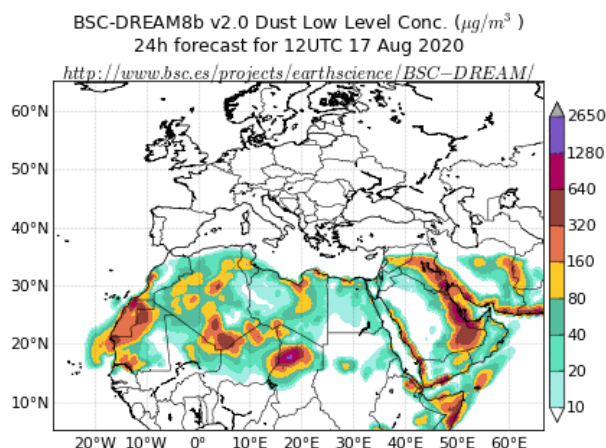 BSC-DREAM8b v2.0 Dust Low Level Conc. (μg/m³ )
24h forecast for 12UTC 17 Aug 2020
http://www.bsc.es/projects/earthscience/BSC−DREAM/
60°N
50°N
40°N
30°N
20°N
10°N
20°W 10°W 0° 10°E 20°E 30°E 40°E 50°E 60°E
2650
1280
640
320
160
80
40
20
10